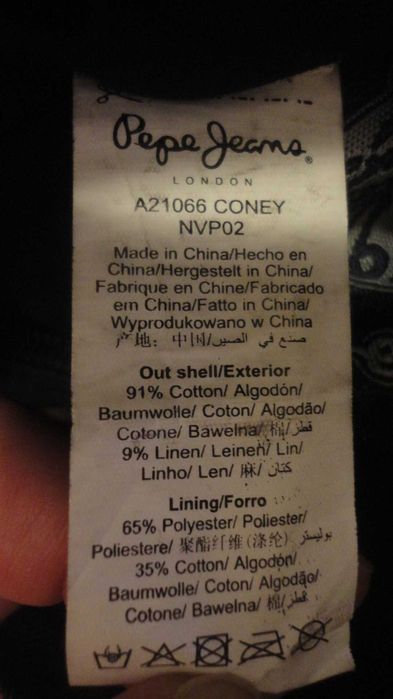 Pepe Jeans®
LONDON
A21066 CONEY
NVP02
Made in China/Hecho en
China/Hergestelt in China/
Fabrique en Chine/Fabricado
em China/Fatto in China/
Wyprodukowano w China
产地: 中国/صنع في الصين
Out shell/Exterior
91% Cotton/ Algodón/
Baumwolle/ Coton/ Algodão/
Cotone/ Bawelna/ 棉/قطن
9% Linen/ Leinen/ Lin/
Linho/ Len/ 麻/ كتان
Lining/Forro
65% Polyester/ Poliester/
Poliestere/ 聚酯纤维(涤纶) بوليستر
35% Cotton/ Algodón/
Baumwolle/ Coton/ Algodão/
Cotone/ Bawelna/ 棉/قطن